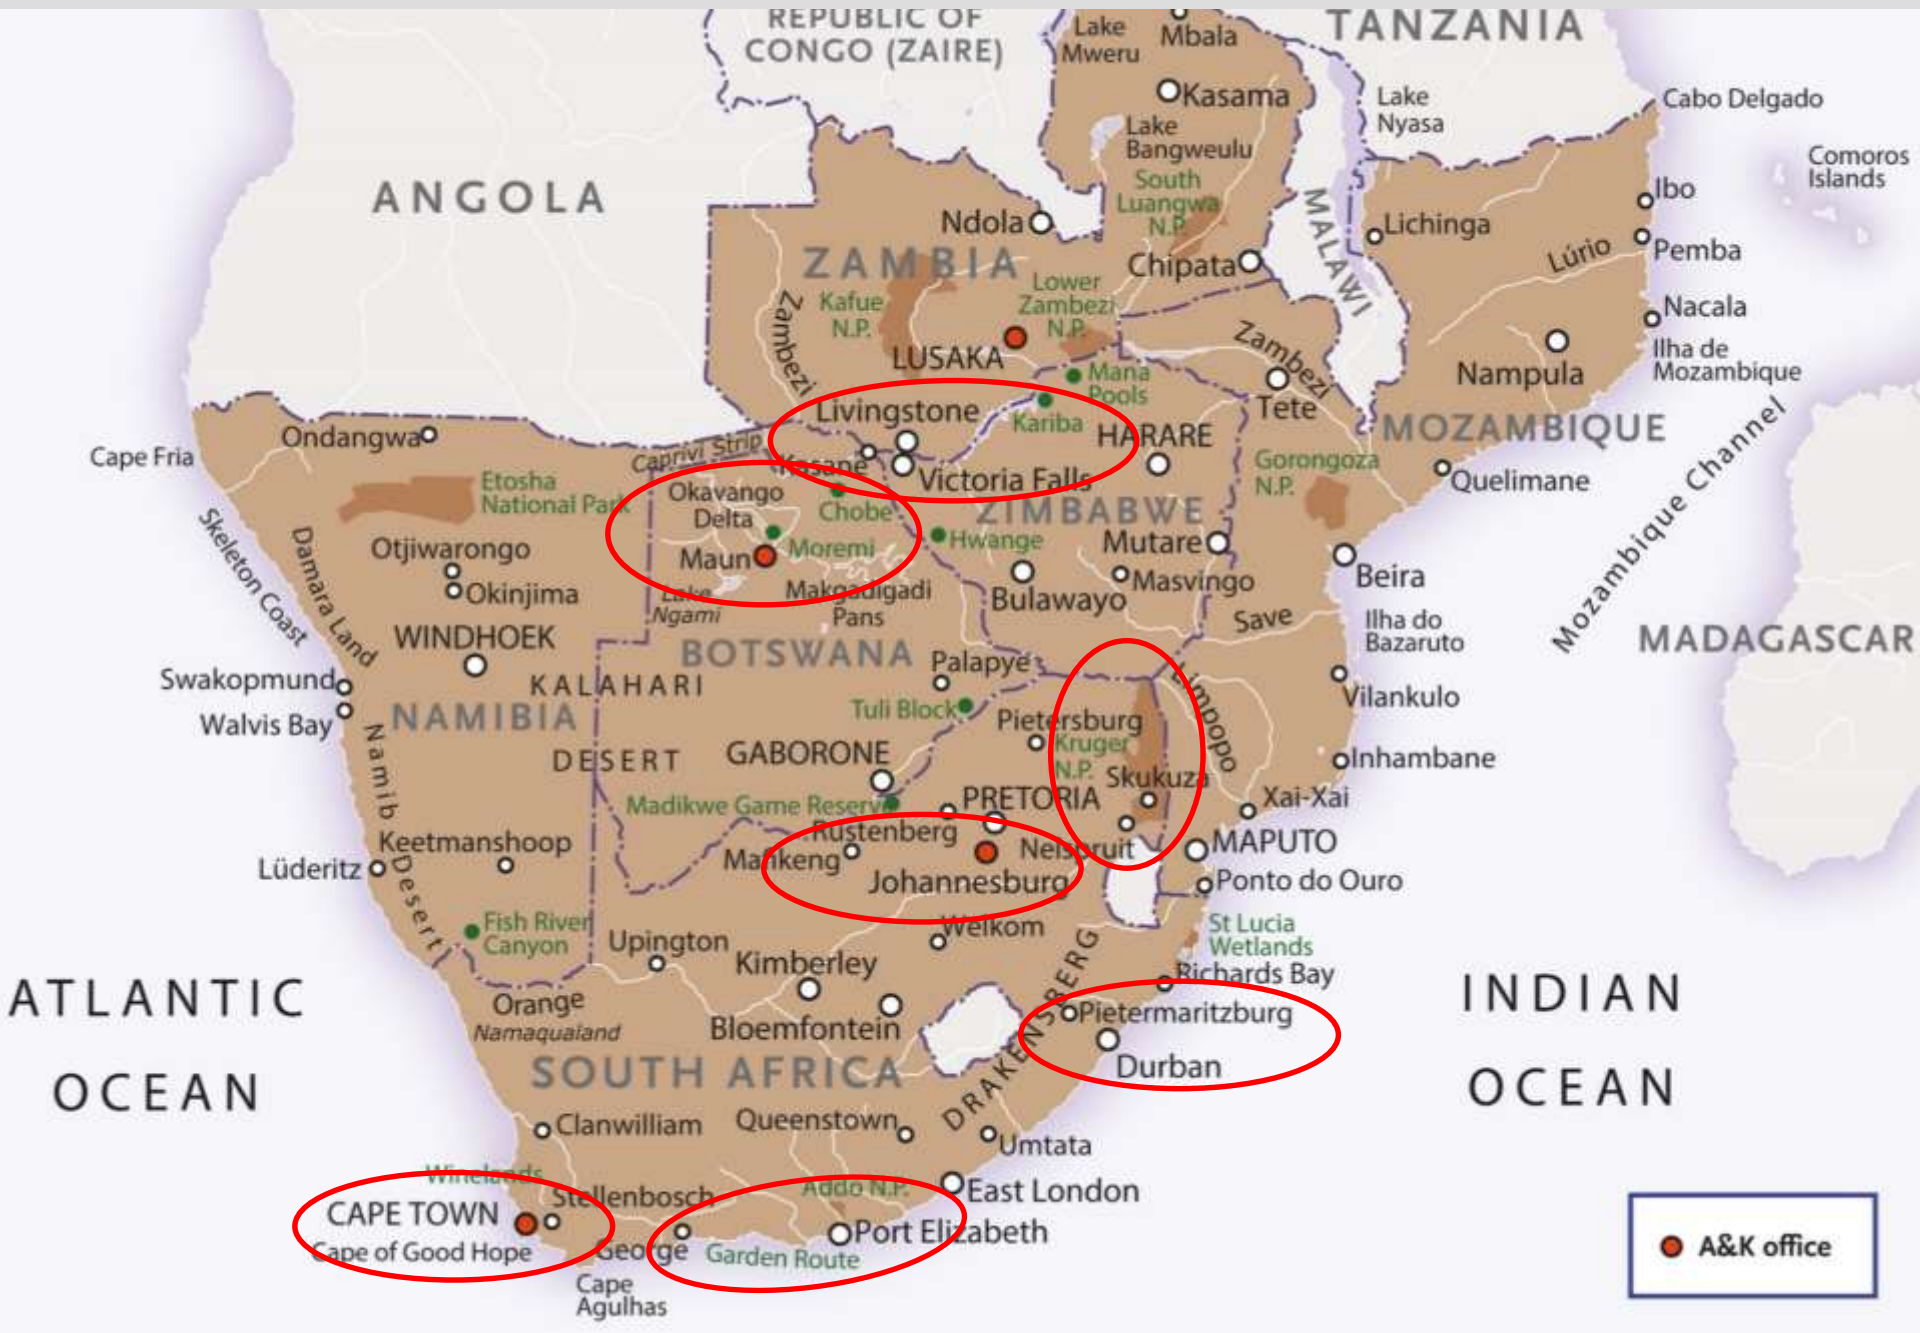 REPUBLIC OF
CONGO (ZAIRE)
Lake
Mweru
Mbala
TANZANIA
Kasama
Lake
Nyasa
Cabo Delgado
Lake
Bangweulu
Comoros
Islands
ANGOLA
South
Luangwa
N.P.
MALAWI
Ibo
Ndola
Lichinga
ZAMBIA
Chipata
Lúrio
Pemba
Kafue
N.P.
Zambezi
Lower
Zambezi
N.P.
Nacala
LUSAKA
Zambezi
Ilha de
Mozambique
Mana
Pools
Nampula
Livingstone
Kariba
Tete
HARARE
MOZAMBIQUE
Mozambique Channel
Ondangwa
Cape Fria
Caprivi Strip
Kasane
Victoria Falls
Gorongoza
N.P.
Quelimane
Etosha
National Park
Okavango
Delta
Chobe
ZIMBABWE
Skeleton Coast
Damara Land
Otjiwarongo
Maun
Moremi
Hwange
Mutare
Okinjima
Lake
Ngami
Makgadigadi
Pans
Bulawayo
Masvingo
Beira
Save
Ilha do
Bazaruto
WINDHOEK
BOTSWANA
MADAGASCAR
Palapye
Limpopo
Swakopmund
KALAHARI
Vilankulo
Walvis Bay
NAMIBIA
Tuli Block
Pietersburg
Namib
Desert
DESERT
GABORONE
Kruger
N.P.
Skukuza
Inhambane
Madikwe Game Reserve
PRETORIA
Xai-Xai
Keetmanshoop
Rustenberg
Mafikeng
Nelspruit
MAPUTO
Lüderitz
Johannesburg
Ponto do Ouro
Fish River
Canyon
Upington
Welkom
St Lucia
Wetlands
Kimberley
Richards Bay
ATLANTIC
OCEAN
Orange
Namaqualand
Bloemfontein
DRAKENSBERG
Pietermaritzburg
INDIAN
OCEAN
Durban
SOUTH AFRICA
Clanwilliam
Queenstown
Umtata
Winelands
Stellenbosch
Addo N.P.
East London
CAPE TOWN
Cape of Good Hope
George
Garden Route
Port Elizabeth
A&K office
Cape
Agulhas